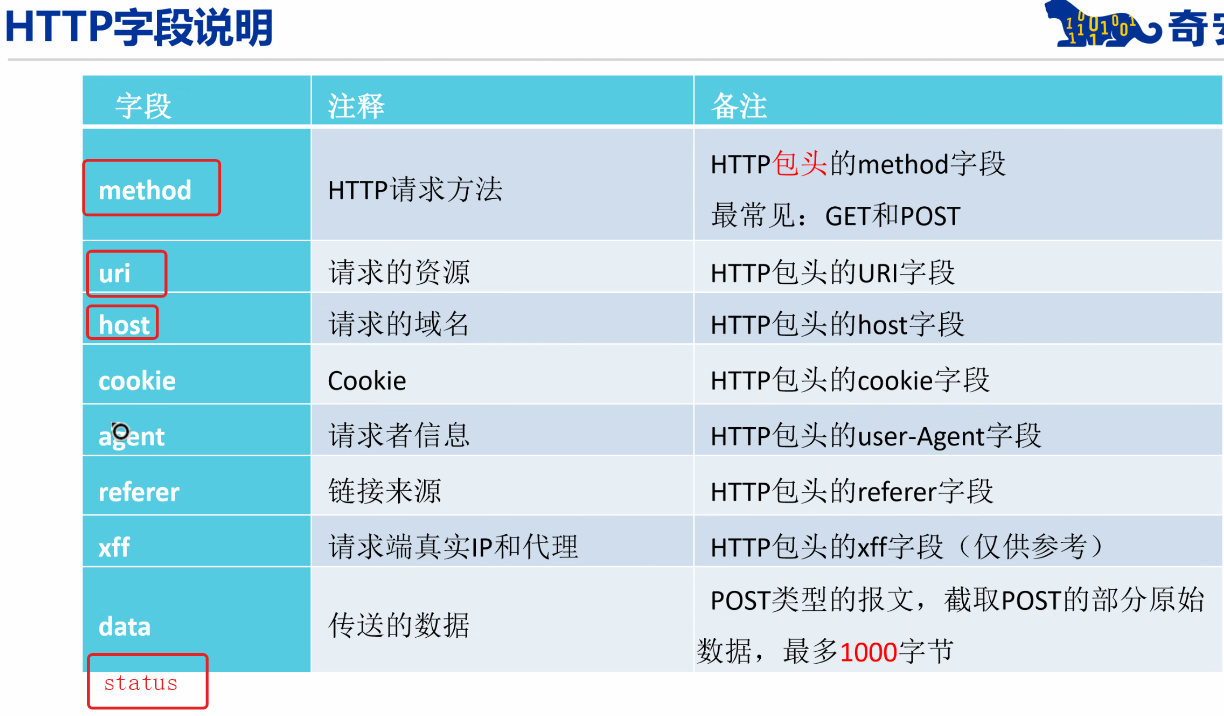 HTTP字段说明
奇安
字段 注释 备注
method HTTP请求方法 HTTP包头的method字段
最常见：GET和POST
uri 请求的资源 HTTP包头的URI字段
host 请求的域名 HTTP包头的host字段
cookie Cookie HTTP包头的cookie字段
agent 请求者信息 HTTP包头的user-Agent字段
referer 链接来源 HTTP包头的referer字段
xff 请求端真实IP和代理 HTTP包头的xff字段（仅供参考）
data 传送的数据 POST类型的报文，截取POST的部分原始
数据，最多1000字节
status